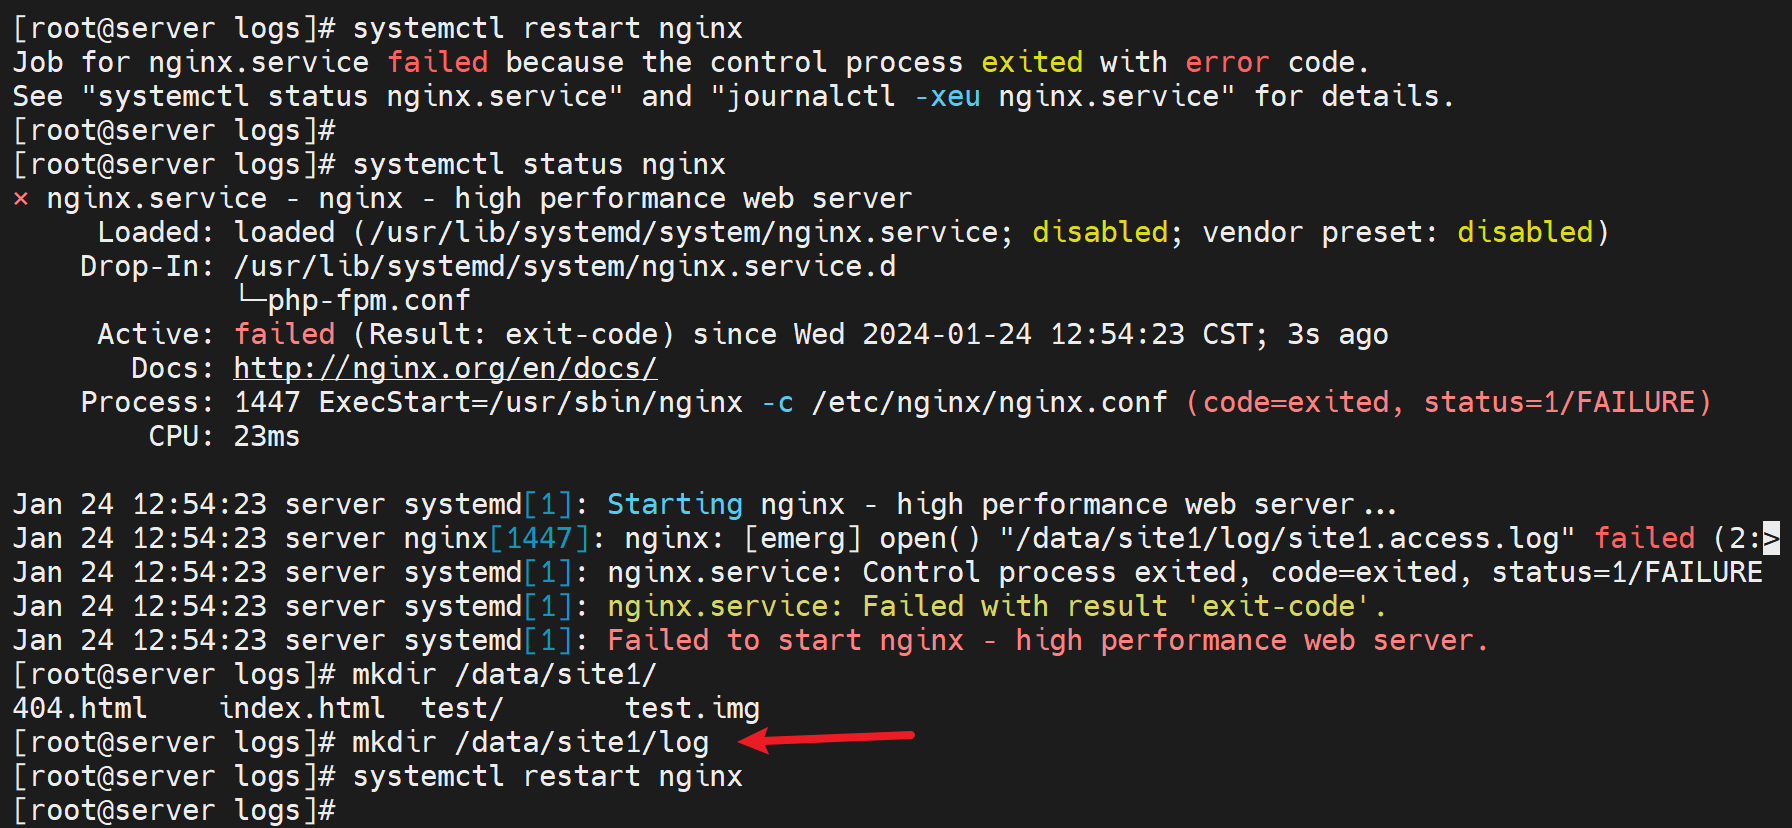 [root@server logs]# systemctl restart nginx
Job for nginx.service failed because the control process exited with error code.
See "systemctl status nginx.service" and "journalctl -xeu nginx.service" for details.
[root@server logs]#
[root@server logs]# systemctl status nginx
× nginx.service - nginx - high performance web server
     Loaded: loaded (/usr/lib/systemd/system/nginx.service; disabled; vendor preset: disabled)
    Drop-In: /usr/lib/systemd/system/nginx.service.d
             └─php-fpm.conf
     Active: failed (Result: exit-code) since Wed 2024-01-24 12:54:23 CST; 3s ago
       Docs: http://nginx.org/en/docs/
    Process: 1447 ExecStart=/usr/sbin/nginx -c /etc/nginx/nginx.conf (code=exited, status=1/FAILURE)
        CPU: 23ms

Jan 24 12:54:23 server systemd[1]: Starting nginx - high performance web server...
Jan 24 12:54:23 server nginx[1447]: nginx: [emerg] open() "/data/site1/log/site1.access.log" failed (2:>
Jan 24 12:54:23 server systemd[1]: nginx.service: Control process exited, code=exited, status=1/FAILURE
Jan 24 12:54:23 server systemd[1]: nginx.service: Failed with result 'exit-code'.
Jan 24 12:54:23 server systemd[1]: Failed to start nginx - high performance web server.
[root@server logs]# mkdir /data/site1/
404.html    index.html  test/       test.img
[root@server logs]# mkdir /data/site1/log
[root@server logs]# systemctl restart nginx
[root@server logs]#